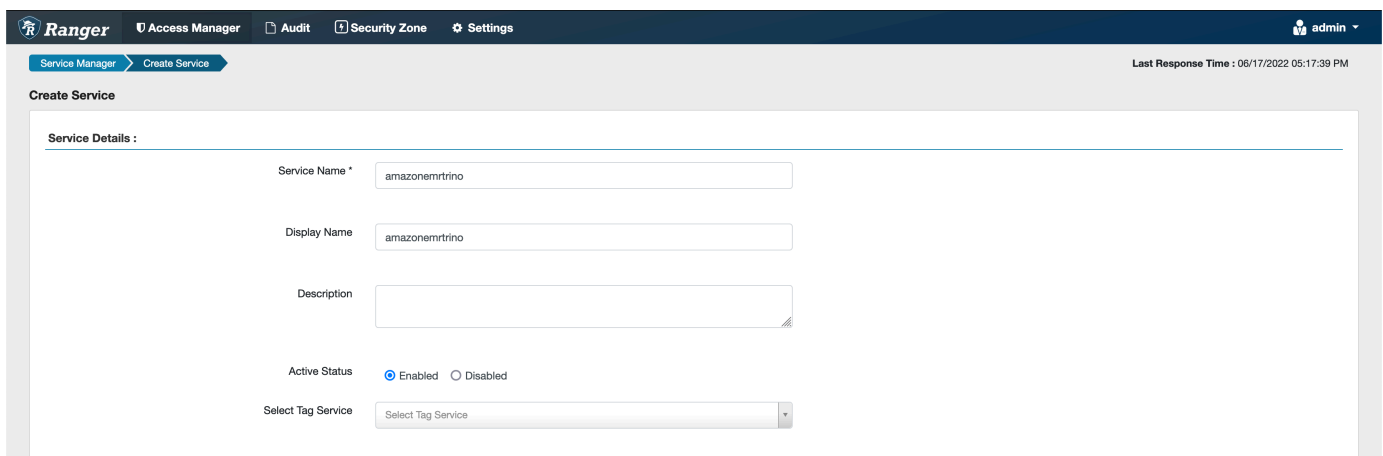 Ranger Access Manager Audit Security Zone Settings admin
Service Manager Create Service Last Response Time : 06/17/2022 05:17:39 PM
Create Service
Service Details :
Service Name * amazonemrtrino
Display Name amazonemrtrino
Description
Active Status Enabled Disabled
Select Tag Service Select Tag Service